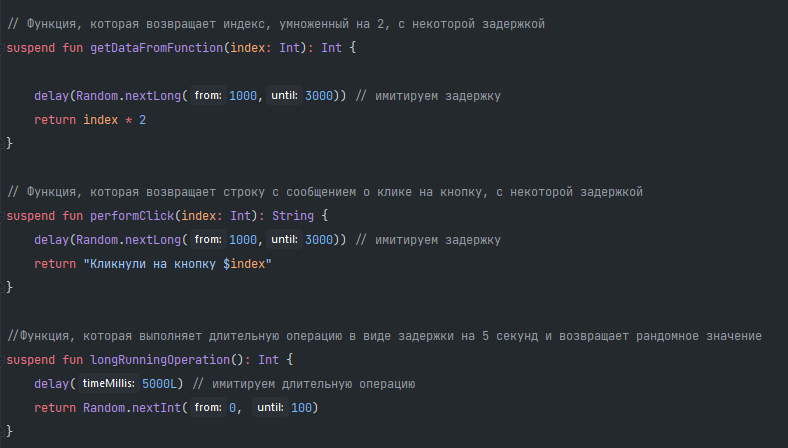 // Функция, которая возвращает индекс, умноженный на 2, с некоторой задержкой
suspend fun getDataFromFunction(index: Int): Int {
delay(Random.nextLong( from: 1000, until: 3000)) // имитируем задержку
return index * 2
}
// Функция, которая возвращает строку с сообщением о клике на кнопку, с некоторой задержкой
suspend fun performClick(index: Int): String {
delay(Random.nextLong( from: 1000, until: 3000)) // имитируем задержку
return "Кликнули на кнопку $index"
}
//Функция, которая выполняет длительную операцию в виде задержки на 5 секунд и возвращает рандомное значение
suspend fun longRunningOperation(): Int {
delay( timeMillis: 5000L) // имитируем длительную операцию
return Random.nextInt( from: 0, until: 100)
}